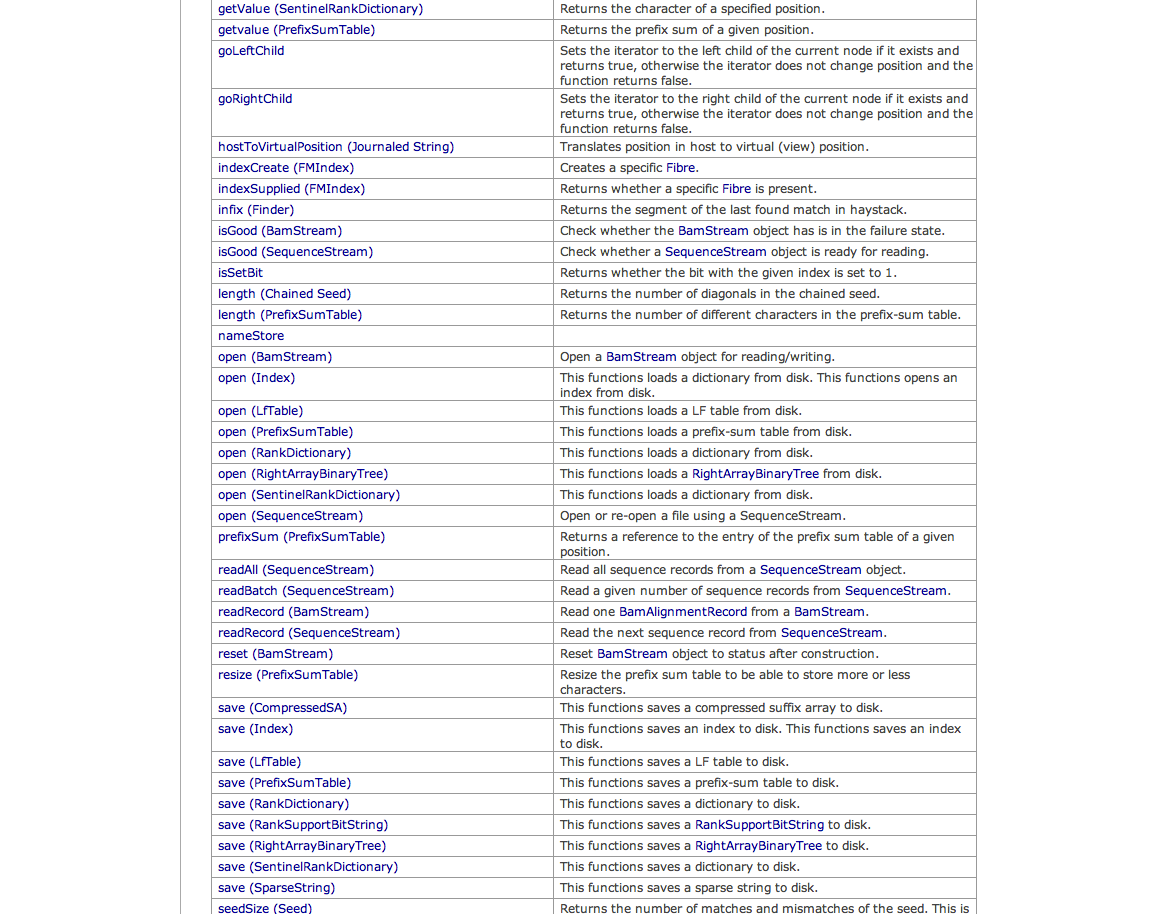 getValue (SentinelRankDictionary) Returns the character of a specified position.
getvalue (PrefixSumTable) Returns the prefix sum of a given position.
goLeftChild Sets the iterator to the left child of the current node if it exists and
returns true, otherwise the iterator does not change position and the
function returns false.
goRightChild Sets the iterator to the right child of the current node if it exists and
returns true, otherwise the iterator does not change position and the
function returns false.
hostToVirtualPosition (Journaled String) Translates position in host to virtual (view) position.
indexCreate (FMIndex) Creates a specific Fibre.
indexSupplied (FMIndex) Returns whether a specific Fibre is present.
infix (Finder) Returns the segment of the last found match in haystack.
isGood (BamStream) Check whether the BamStream object has is in the failure state.
isGood (SequenceStream) Check whether a SequenceStream object is ready for reading.
isSetBit Returns whether the bit with the given index is set to 1.
length (Chained Seed) Returns the number of diagonals in the chained seed.
length (PrefixSumTable) Returns the number of different characters in the prefix-sum table.
nameStore
open (BamStream) Open a BamStream object for reading/writing.
open (Index) This functions loads a dictionary from disk. This functions opens an
index from disk.
open (LfTable) This functions loads a LF table from disk.
open (PrefixSumTable) This functions loads a prefix-sum table from disk.
open (RankDictionary) This functions loads a dictionary from disk.
open (RightArrayBinaryTree) This functions loads a RightArrayBinaryTree from disk.
open (SentinelRankDictionary) This functions loads a dictionary from disk.
open (SequenceStream) Open or re-open a file using a SequenceStream.
prefixSum (PrefixSumTable) Returns a reference to the entry of the prefix sum table of a given
position.
readAll (SequenceStream) Read all sequence records from a SequenceStream object.
readBatch (SequenceStream) Read a given number of sequence records from SequenceStream.
readRecord (BamStream) Read one BamAlignmentRecord from a BamStream.
readRecord (SequenceStream) Read the next sequence record from SequenceStream.
reset (BamStream) Reset BamStream object to status after construction.
resize (PrefixSumTable) Resize the prefix sum table to be able to store more or less
characters.
save (CompressedSA) This functions saves a compressed suffix array to disk.
save (Index) This functions saves an index to disk. This functions saves an index
to disk.
save (LfTable) This functions saves a LF table to disk.
save (PrefixSumTable) This functions saves a prefix-sum table to disk.
save (RankDictionary) This functions saves a dictionary to disk.
save (RankSupportBitString) This functions saves a RankSupportBitString to disk.
save (RightArrayBinaryTree) This functions saves a RightArrayBinaryTree to disk.
save (SentinelRankDictionary) This functions saves a dictionary to disk.
save (SparseString) This functions saves a sparse string to disk.
seedSize (Seed) Returns the number of matches and mismatches of the seed. This is